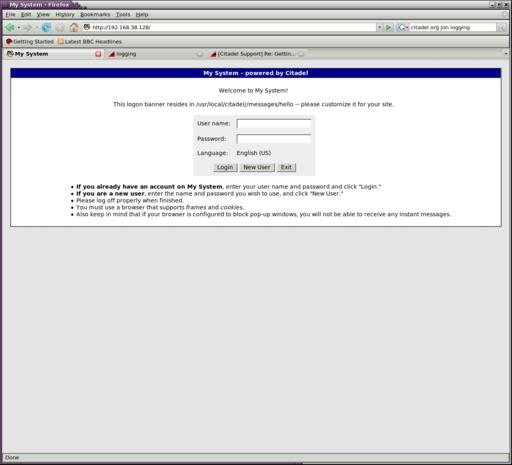 My System - Firefox
File Edit View History Bookmarks Tools Help
http://192.168.38.128/
citadel.org jon logging
Getting Started Latest BBC Headlines
My System logging [Citadel Support] Re: Gettin...
My System - powered by Citadel
Welcome to My System!
This logon banner resides in /usr/local/citadel//messages/hello -- please customize it for your site.
User name:
Password:
Language: English (US)
Login New User Exit
• If you already have an account on My System, enter your user name and password and click "Login."
• If you are a new user, enter the name and password you wish to use, and click "New User."
• Please log off properly when finished.
• You must use a browser that supports frames and cookies.
• Also keep in mind that if your browser is configured to block pop-up windows, you will not be able to receive any instant messages.
Done